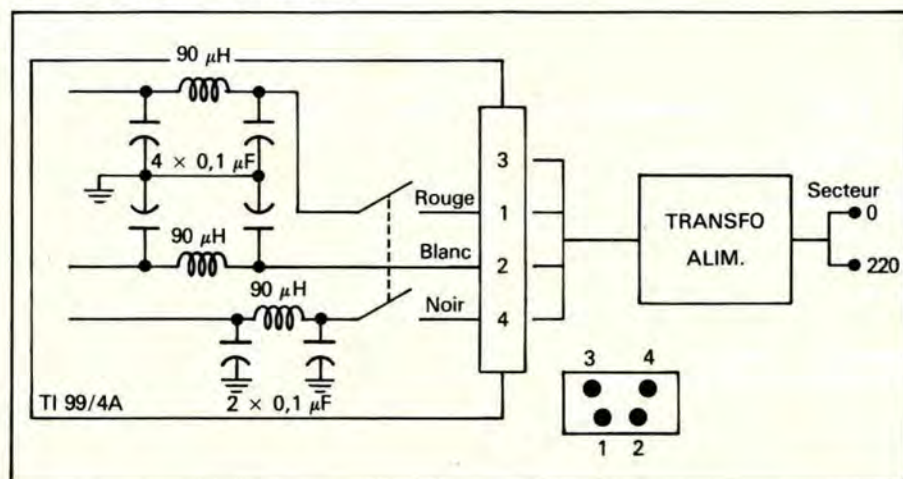 90 µH
4 × 0,1 µF
90 µH
90 µH
2 × 0,1 µF
TI 99/4A
Rouge
Blanc
Noir
3
1
2
4
TRANSFO
ALIM.
Secteur
0
220
3 4
1 2